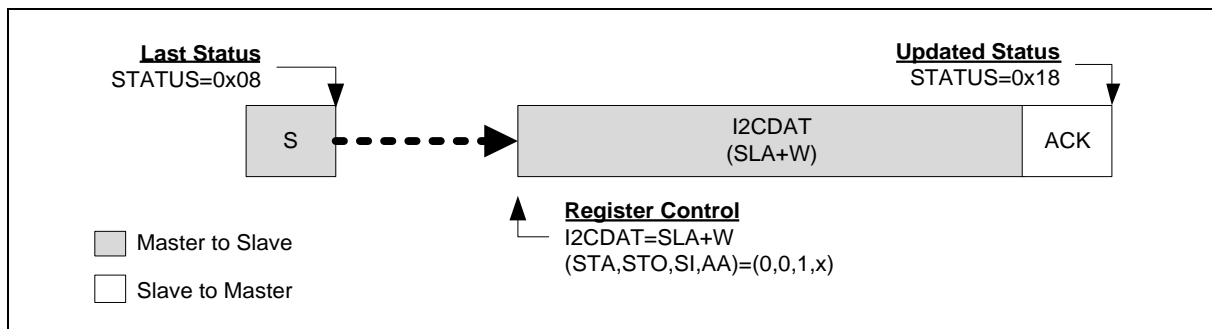 Last Status
STATUS=0x08
Updated Status
STATUS=0x18
S
I2CDAT
(SLA+W)
ACK
Register Control
I2CDAT=SLA+W
(STA,STO,SI,AA)=(0,0,1,x)
Master to Slave
Slave to Master